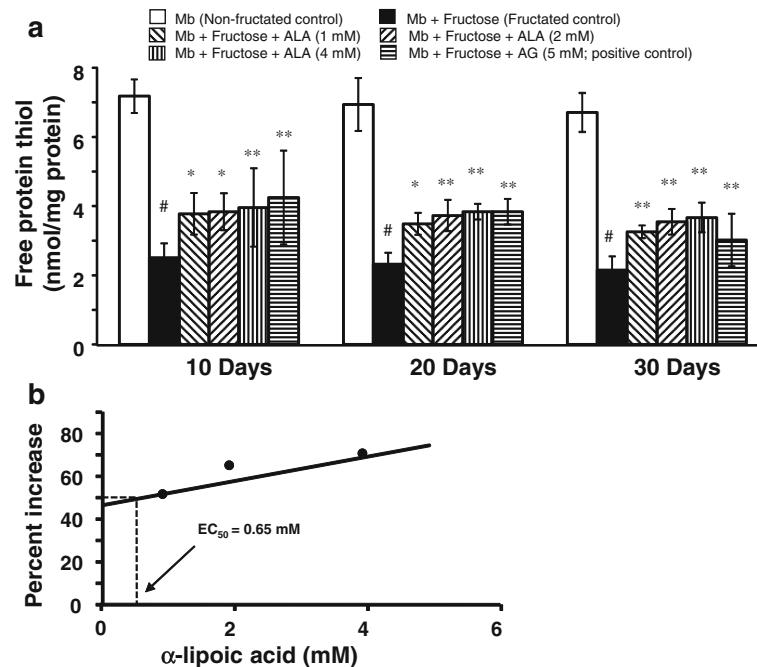 a
Mb (Non-fructated control) Mb + Fructose (Fructated control)
Mb + Fructose + ALA (1 mM) Mb + Fructose + ALA (2 mM)
Mb + Fructose + ALA (4 mM) Mb + Fructose + AG (5 mM; positive control)
Free protein thiol
(nmol/mg protein)
8
6
4
2
0
# * * ** **
# * ** ** **
# ** ** ** **
10 Days 20 Days 30 Days
b
Percent increase
80
60
40
20
0
EC50 = 0.65 mM
0 2 4 6
α-lipoic acid (mM)